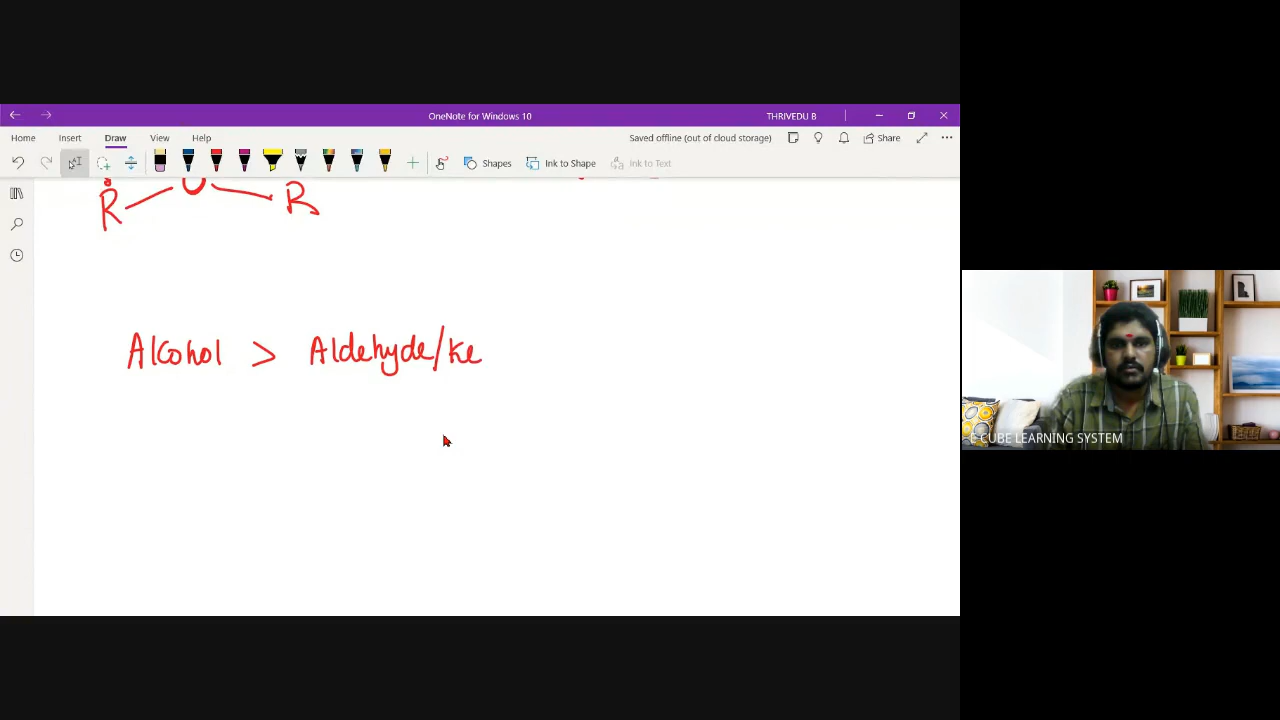 OneNote for Windows 10
THRIVEDU B
Home Insert Draw View Help
Saved offline (out of cloud storage)
Share
Shapes
Ink to Shape
Ink to Text
R O R
Alcohol > Aldehyde/Ke
E CUBE LEARNING SYSTEM